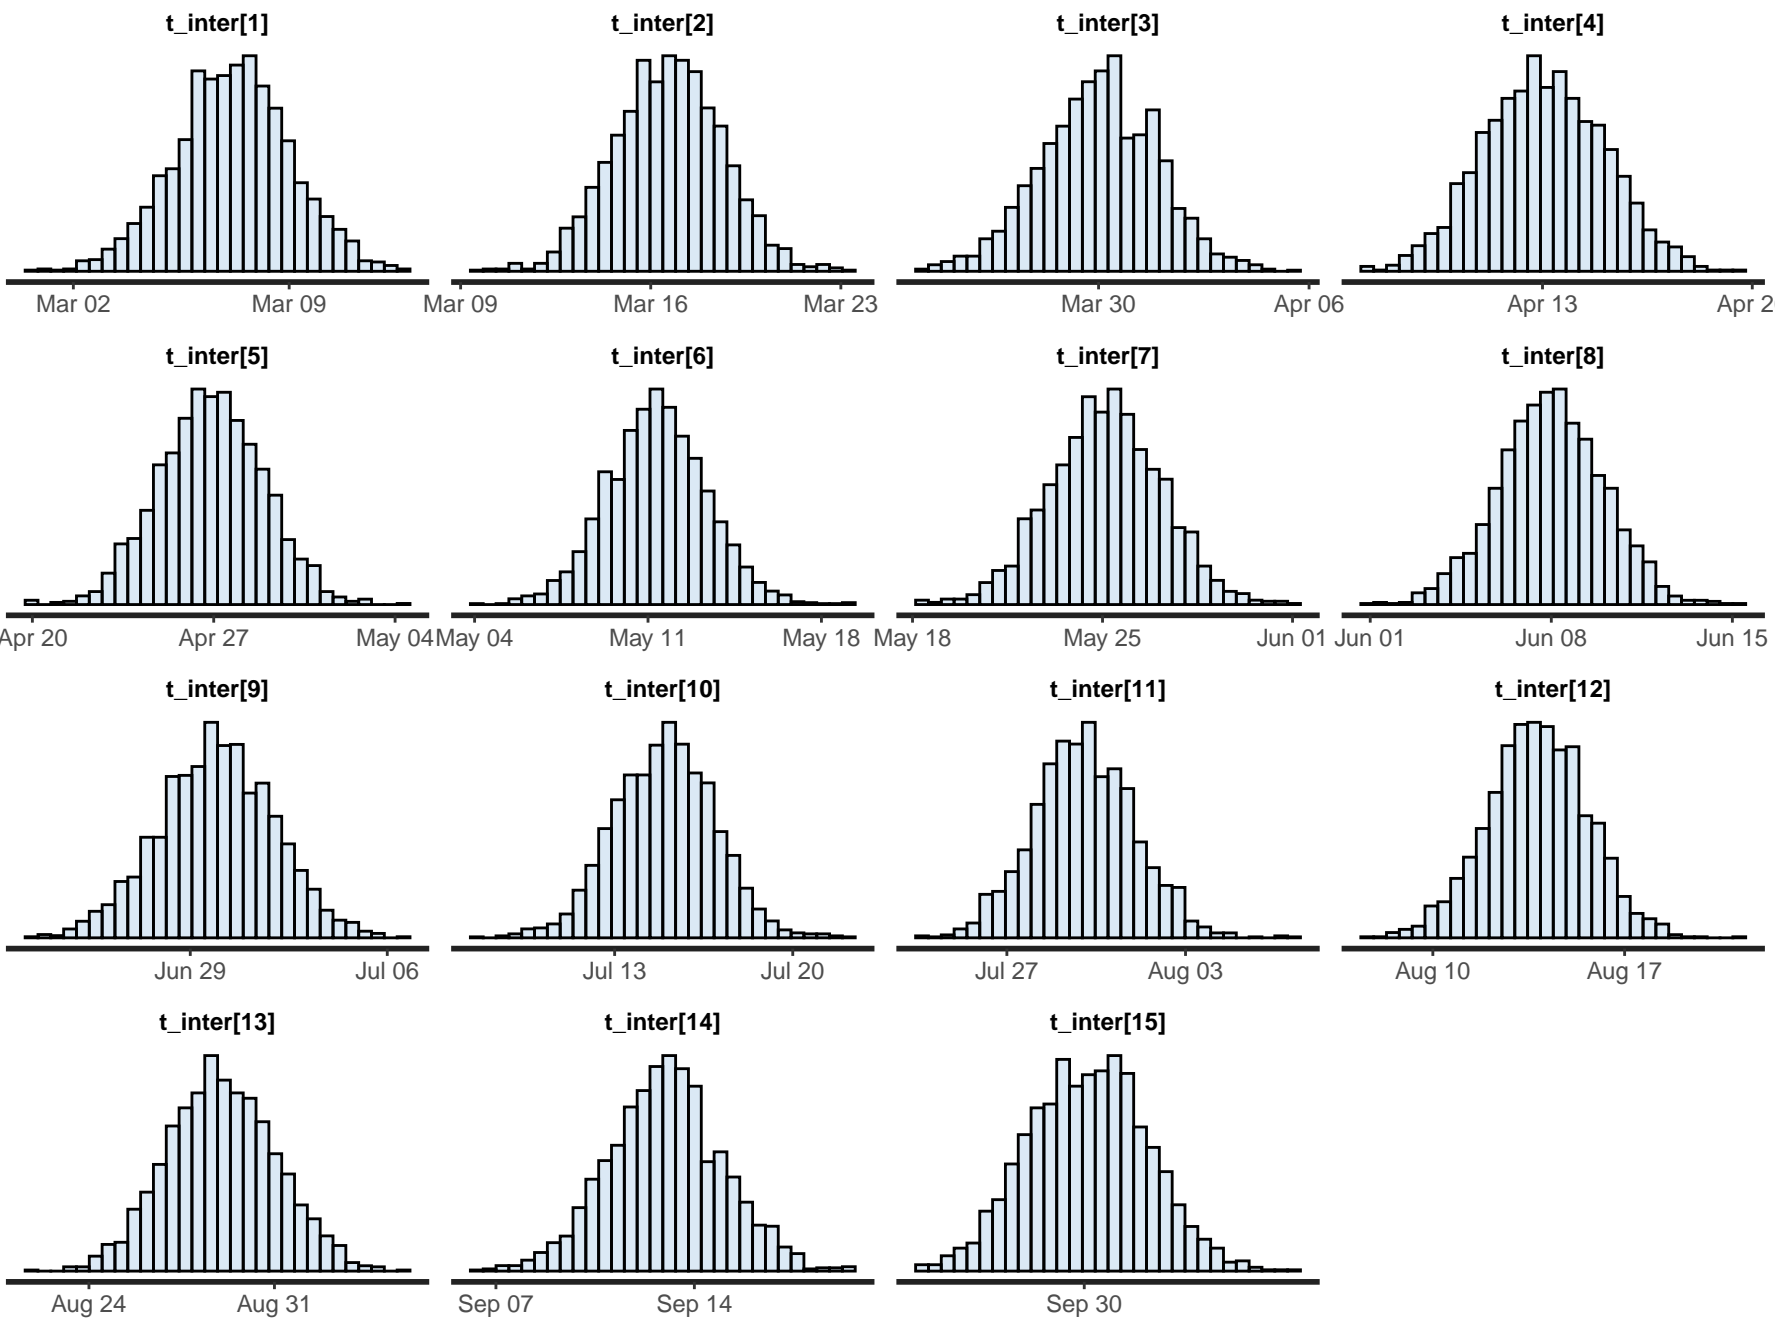 t_inter[1] t_inter[2] t_inter[3] t_inter[4]
Mar 02 Mar 09 Mar 09 Mar 16 Mar 23 Mar 30 Apr 06 Apr 13 Apr 2
t_inter[5] t_inter[6] t_inter[7] t_inter[8]
Apr 20 Apr 27 May 04 May 04 May 11 May 18 May 18 May 25 Jun 01 Jun 01 Jun 08 Jun 15
t_inter[9] t_inter[10] t_inter[11] t_inter[12]
Jun 29 Jul 06 Jul 13 Jul 20 Jul 27 Aug 03 Aug 10 Aug 17
t_inter[13] t_inter[14] t_inter[15]
Aug 24 Aug 31 Sep 07 Sep 14 Sep 30